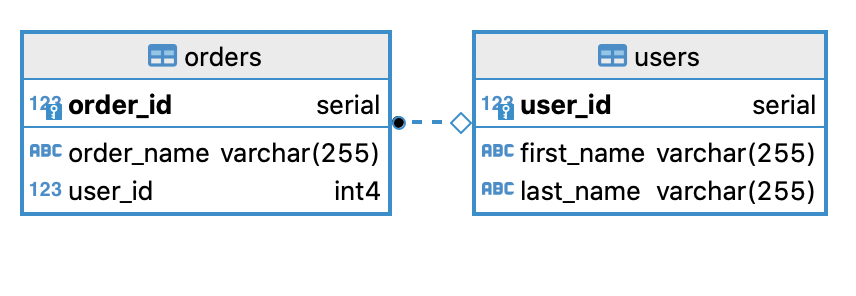 orders
123 order_id serial
ABC order_name varchar(255)
123 user_id int4
users
123 user_id serial
ABC first_name varchar(255)
ABC last_name varchar(255)